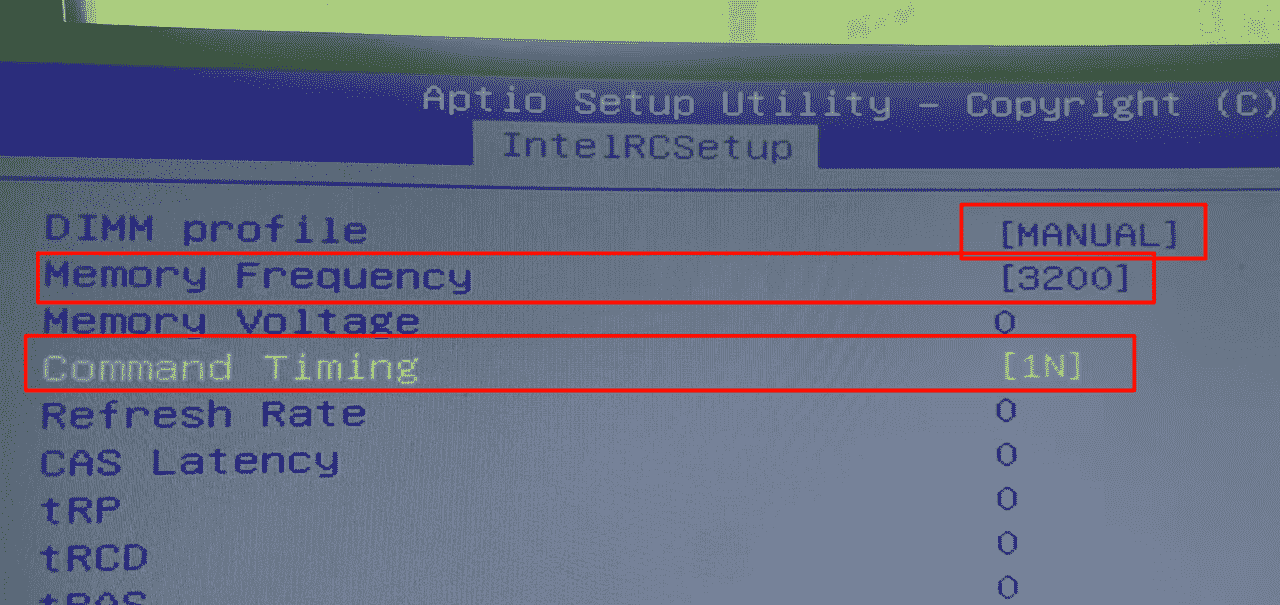 Aptio Setup Utility – Copyright (C)
IntelRCSetup
DIMM profile [MANUAL]
Memory Frequency [3200]
Memory Voltage 0
Command Timing [1N]
Refresh Rate 0
CAS Latency 0
tRP 0
tRCD 0
tRAS 0